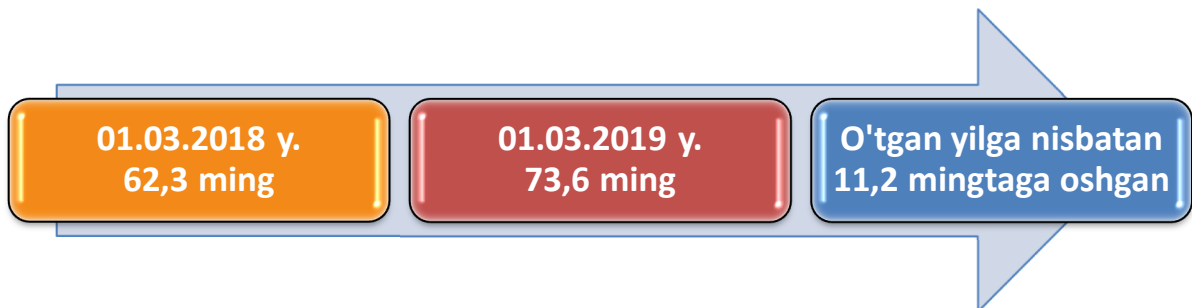 01.03.2018 y.
62,3 ming
01.03.2019 y.
73,6 ming
O'tgan yilga nisbatan
11,2 mingtaga oshgan